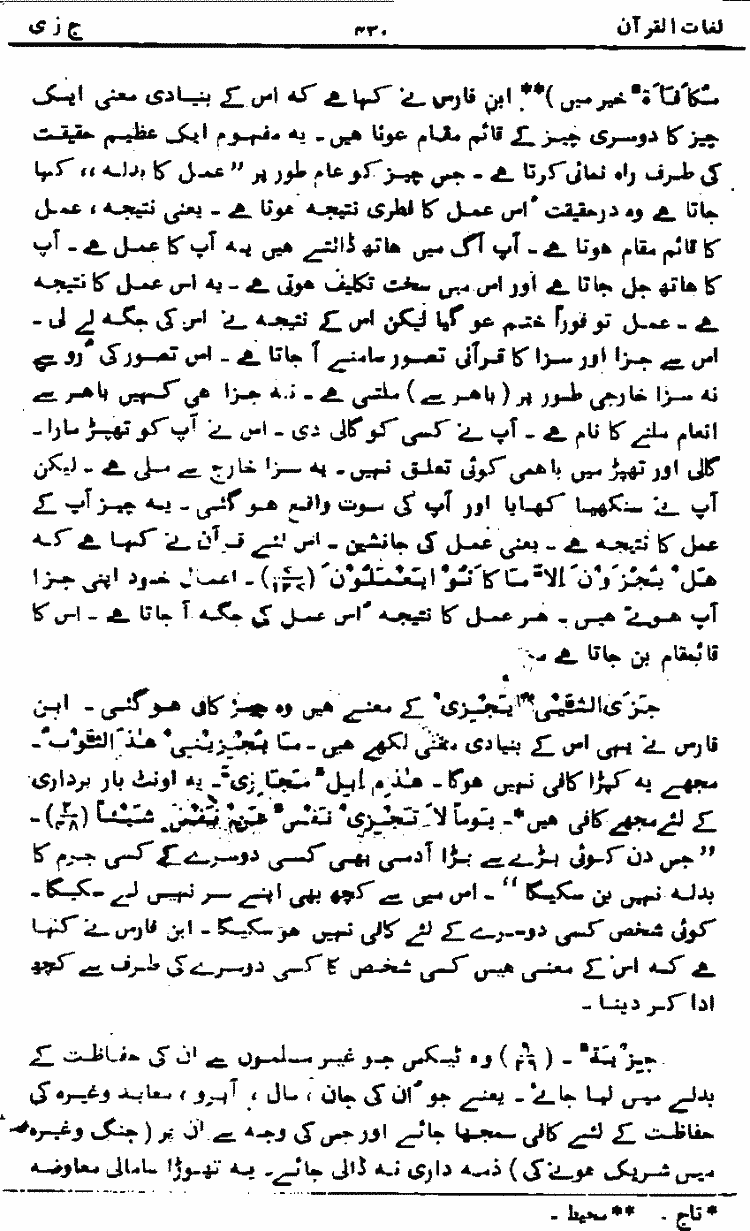 لغات القرآن ۴۳۰ ج ز ی
مُکَافَاَۃٌ خیر میں)**۔ ابن فارس نے کہا ہے کہ اس کے بنیادی معنی ایک
چیز کا دوسری چیز کے قائم مقام ہونا ہیں۔ یہ مفہوم ایک عظیم حقیقت
کی طرف راہ نمائی کرتا ہے۔ جس چیز کو عام طور پر ”عمل کا بدلہ،، کہا
جاتا ہے وہ درحقیقت اُس عمل کا فطری نتیجہ ہوتا ہے۔ یعنی نتیجہ، عمل
کا قائم مقام ہوتا ہے۔ آپ آگ میں ہاتھ ڈالتے ہیں یہ آپ کا عمل ہے۔ آپ
کا ہاتھ جل جاتا ہے اور اس میں سخت تکلیف ہوتی ہے۔ یہ اس عمل کا نتیجہ
ہے۔ عمل تو فوراً ختم ہو گیا لیکن اس کے نتیجہ نے اس کی جگہ لے لی۔
اس سے جزا اور سزا کا قرآنی تصور سامنے آ جاتا ہے۔ اس تصور کی رُو سے
نہ سزا خارجی طور پر (باہر سے) ملتی ہے۔ نہ جزا ہی کہیں باہر سے
انعام ملنے کا نام ہے۔ آپ نے کسی کو گالی دی۔ اس نے آپ کو تھپڑ مارا۔
گالی اور تھپڑ میں باہمی کوئی تعلق نہیں۔ یہ سزا خارج سے ملی ہے۔ لیکن
آپ نے سنکھیا کھایا اور آپ کی موت واقع ہو گئی۔ یہ چیز آپ کے
عمل کا نتیجہ ہے۔ یعنی عمل کی جانشین۔ اس لئے قرآن نے کہا ہے کہ
ھَلْ یُجْزَوْنَ اِلاَّ مَا کَانُوْا یَعْمَلُوْنَ (۷/۱۴۷)۔ اعمال خود اپنی جزا
آپ ہوتے ہیں۔ ہر عمل کا نتیجہ اُس عمل کی جگہ آ جاتا ہے۔ اس کا
قائمقام بن جاتا ہے
جَزَی الشَّیْیُٔ یَجْزِیْ کے معنے ہیں وہ چیز کافی ہو گئی۔ ابن
فارس نے یہی اس کے بنیادی معنی لکھے ہیں۔ مَا یُجْزِیْنِیْ ھٰذَا الثَّوْبُ۔
مجھے یہ کپڑا کافی نہیں ہوگا۔ ھٰذِہٖ اِبِلٌ مَجَازِیْ۔ یہ اونٹ بار برداری
کے لئے مجھے کافی ہیں*۔ یَوْماً لاَ تَجْزِیْ نَفْسٌ عَنْ نَفْسٍ شَیْئاً (۲/۴۸)۔
”جس دن کوئی بڑے سے بڑا آدمی بھی کسی دوسرے کے کسی جرم کا
بدلہ نہیں بن سکیگا“۔ اس میں سے کچھ بھی اپنے سر نہیں لے سکیگا۔
کوئی شخص کسی دوسرے کے لئے کافی نہیں ہو سکیگا۔ ابن فارس نے کہا
ہے کہ اس کے معنی ہیں کسی شخص کا کسی دوسرے کی طرف سے کچھ
ادا کر دینا۔
جِزْیَۃٌ۔ (۹/۲۹) وہ ٹیکس جو غیر مسلموں سے ان کی حفاظت کے
بدلے میں لیا جائے۔ یعنے جو اُن کی جان، مال، آبرو، معابد وغیرہ کی
حفاظت کے لئے کافی سمجھا جائے اور جس کی وجہ سے ان پر (جنگ وغیرہ
میں شریک ہونے کی) ذمہ داری نہ ڈالی جائے۔ یہ تھوڑا سا مالی معاوضہ
*تاج۔ **محیط۔